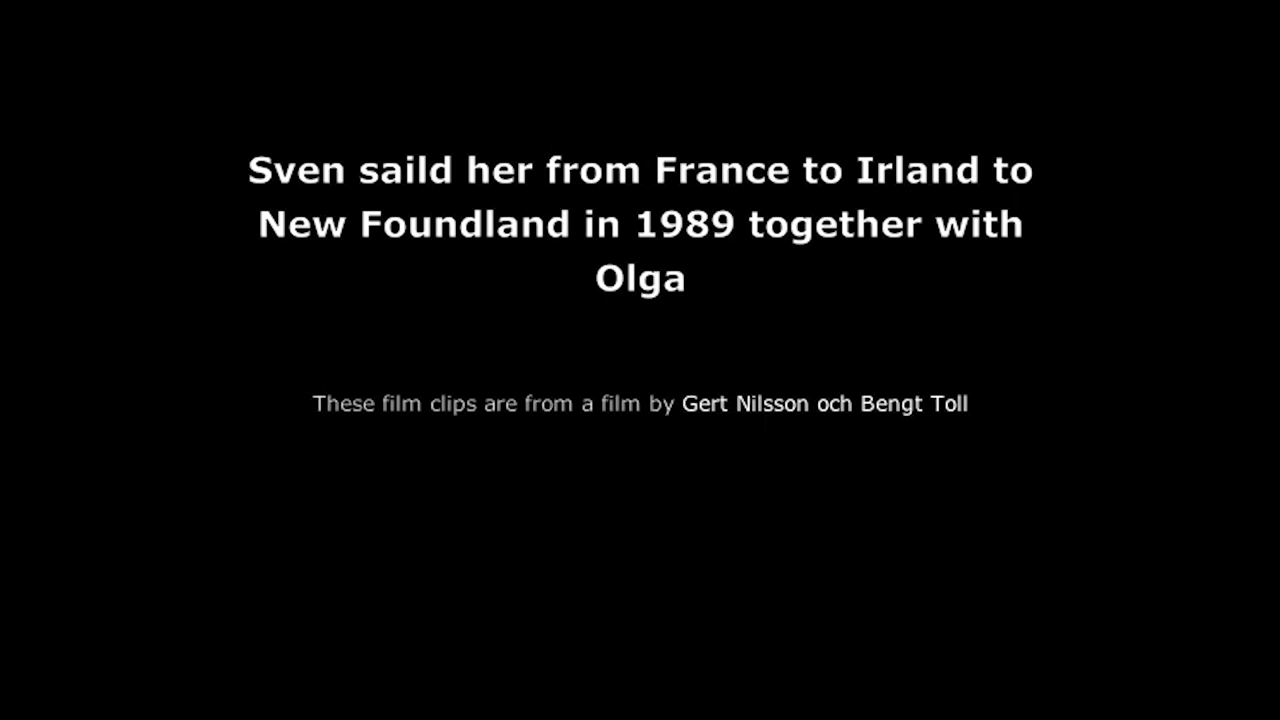 Sven saild her from France to Irland to
New Foundland in 1989 together with
Olga
These film clips are from a film by Gert Nilsson och Bengt Toll